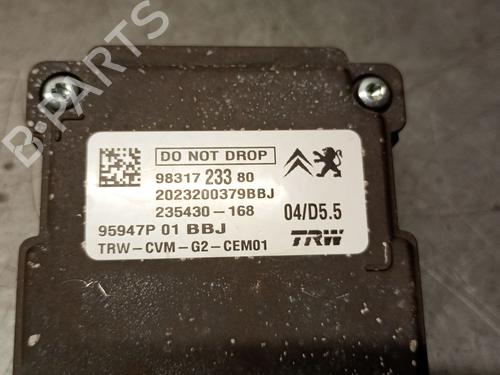 DO NOT DROP
98317 233 80
2023200379BBJ
235430-168 04/D5.5
95947P 01 BBJ TRW
TRW-CVM-G2-CEM01
B-PARTS